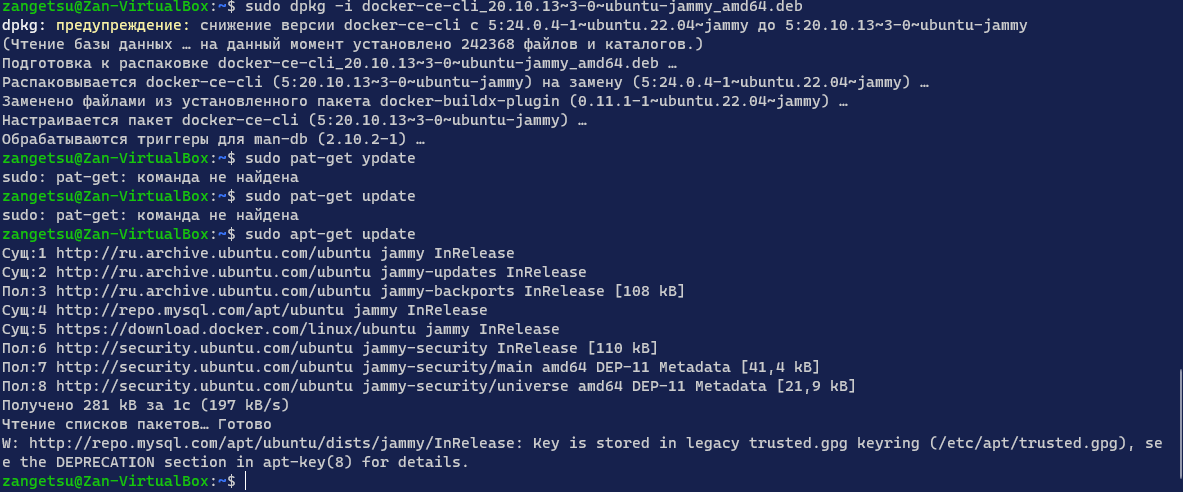 zangetsu@Zan-VirtualBox:~$ sudo dpkg -i docker-ce-cli_20.10.13~3-0~ubuntu-jammy_amd64.deb
dpkg: предупреждение: снижение версии docker-ce-cli с 5:24.0.4-1~ubuntu.22.04~jammy до 5:20.10.13~3-0~ubuntu-jammy
(Чтение базы данных … на данный момент установлено 242368 файлов и каталогов.)
Подготовка к распаковке docker-ce-cli_20.10.13~3-0~ubuntu-jammy_amd64.deb …
Распаковывается docker-ce-cli (5:20.10.13~3-0~ubuntu-jammy) на замену (5:24.0.4-1~ubuntu.22.04~jammy) …
Заменено файлами из установленного пакета docker-buildx-plugin (0.11.1-1~ubuntu.22.04~jammy) …
Настраивается пакет docker-ce-cli (5:20.10.13~3-0~ubuntu-jammy) …
Обрабатываются триггеры для man-db (2.10.2-1) …
zangetsu@Zan-VirtualBox:~$ sudo pat-get ypdate
sudo: pat-get: команда не найдена
zangetsu@Zan-VirtualBox:~$ sudo pat-get update
sudo: pat-get: команда не найдена
zangetsu@Zan-VirtualBox:~$ sudo apt-get update
Сущ:1 http://ru.archive.ubuntu.com/ubuntu jammy InRelease
Сущ:2 http://ru.archive.ubuntu.com/ubuntu jammy-updates InRelease
Пол:3 http://ru.archive.ubuntu.com/ubuntu jammy-backports InRelease [108 kB]
Сущ:4 http://repo.mysql.com/apt/ubuntu jammy InRelease
Сущ:5 https://download.docker.com/linux/ubuntu jammy InRelease
Пол:6 http://security.ubuntu.com/ubuntu jammy-security InRelease [110 kB]
Пол:7 http://security.ubuntu.com/ubuntu jammy-security/main amd64 DEP-11 Metadata [41,4 kB]
Пол:8 http://security.ubuntu.com/ubuntu jammy-security/universe amd64 DEP-11 Metadata [21,9 kB]
Получено 281 kB за 1с (197 kB/s)
Чтение списков пакетов… Готово
W: http://repo.mysql.com/apt/ubuntu/dists/jammy/InRelease: Key is stored in legacy trusted.gpg keyring (/etc/apt/trusted.gpg), se
e the DEPRECATION section in apt-key(8) for details.
zangetsu@Zan-VirtualBox:~$